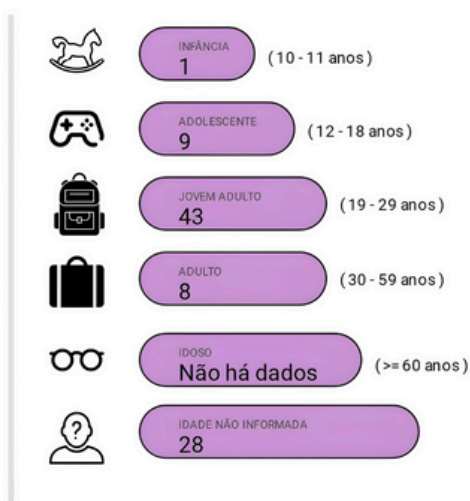 INFÂNCIA
1
(10 - 11 anos)
ADOLESCENTE
9
(12 - 18 anos)
JOVEM ADULTO
43
(19 - 29 anos)
ADULTO
8
(30 - 59 anos)
IDOSO
Não há dados
(>= 60 anos)
?
IDADE NÃO INFORMADA
28